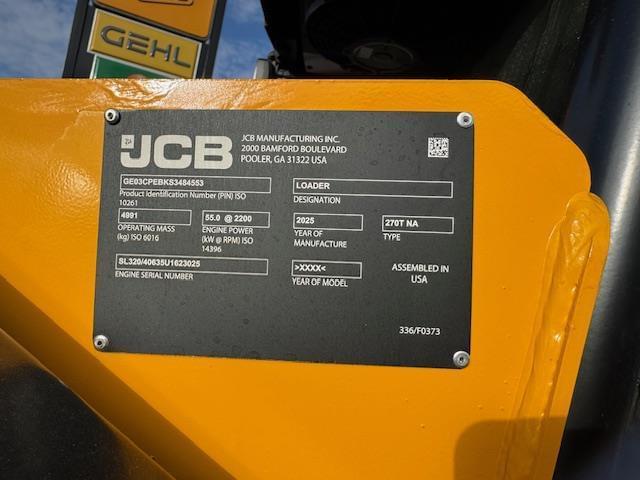 GEHL
JCB
JCB MANUFACTURING INC.
2000 BAMFORD BOULEVARD
POOLER, GA 31322 USA
GE03CPEBKS3484553
Product Identification Number (PIN) ISO
10261
LOADER
DESIGNATION
4991
OPERATING MASS
(kg) ISO 6016
55.0 @ 2200
ENGINE POWER
(kW @ RPM) ISO
14396
2025
YEAR OF
MANUFACTURE
270T NA
TYPE
SL320/40635U1623025
ENGINE SERIAL NUMBER
>XXXX<
YEAR OF MODEL
ASSEMBLED IN
USA
336/F0373